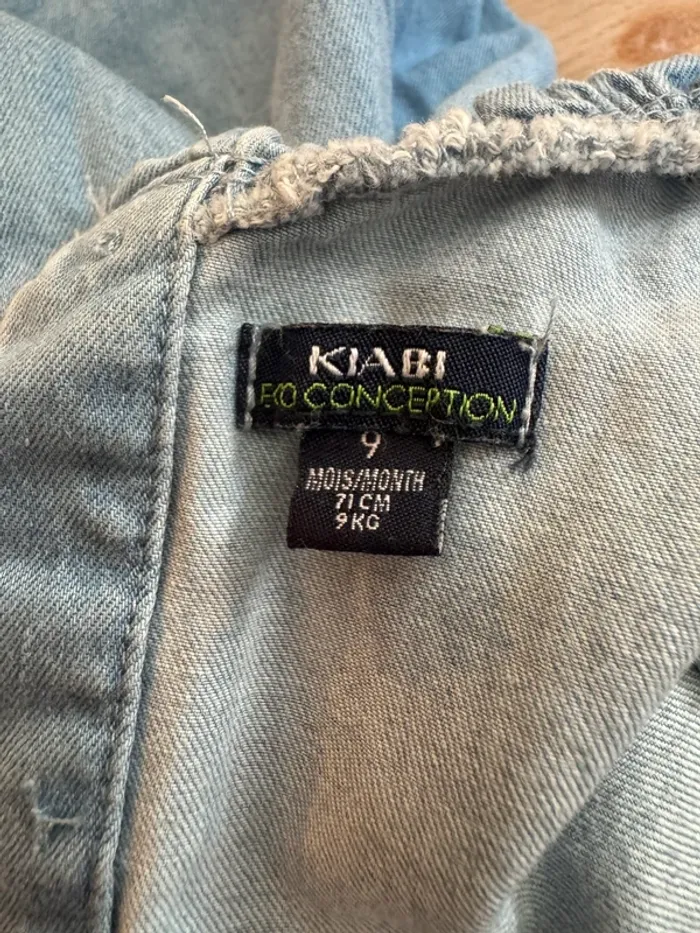 KIABI
ECO CONCEPTION
9
MOIS/MONTH
71 CM
9 KG